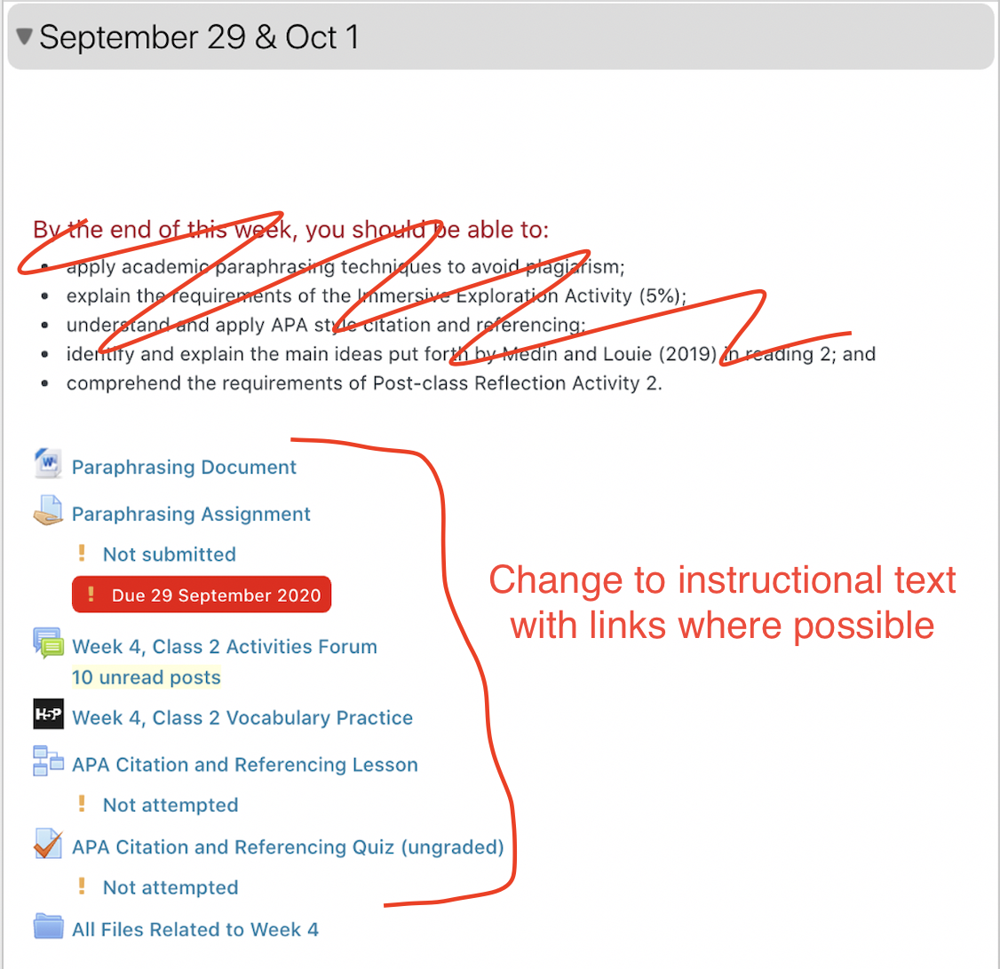 September 29 & Oct 1
By the end of this week, you should be able to:
• apply academic paraphrasing techniques to avoid plagiarism;
• explain the requirements of the Immersive Exploration Activity (5%);
• understand and apply APA style citation and referencing;
• identify and explain the main ideas put forth by Medin and Louie (2019) in reading 2; and
• comprehend the requirements of Post-class Reflection Activity 2.
W Paraphrasing Document
Paraphrasing Assignment
! Not submitted
! Due 29 September 2020
Change to instructional text
with links where possible
Week 4, Class 2 Activities Forum
10 unread posts
H5P Week 4, Class 2 Vocabulary Practice
APA Citation and Referencing Lesson
! Not attempted
APA Citation and Referencing Quiz (ungraded)
! Not attempted
All Files Related to Week 4